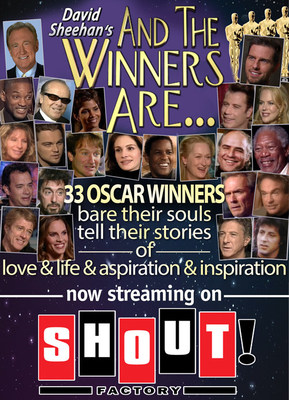 David
Sheehan's
AND THE
WINNERS
ARE...
33 OSCAR WINNERS
bare their souls
tell their stories
of
love & life & aspiration & inspiration
now streaming on
SHOUT!
FACTORY